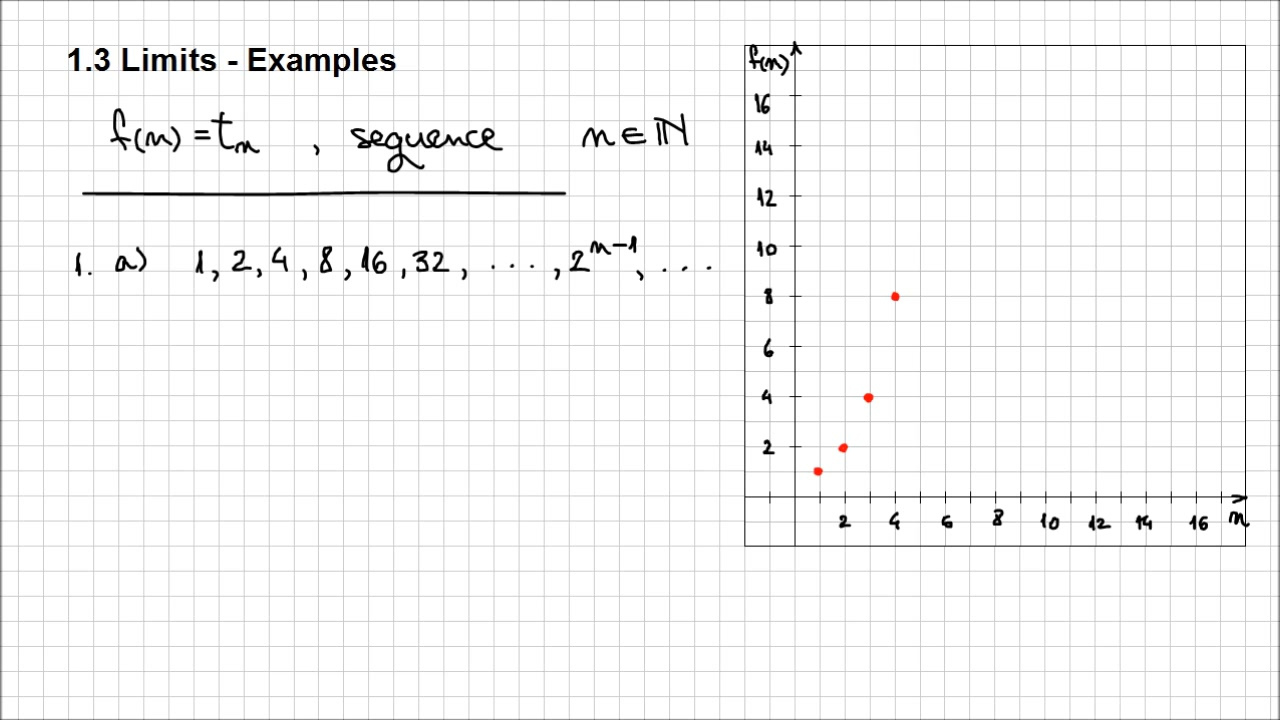 1.3 Limits - Examples
f(n) = tₙ , sequence n ∈ ℕ
1. a) 1, 2, 4, 8, 16, 32, ...., 2ⁿ⁻¹, ...
f(n)
16
14
12
10
8
6
4
2
2 4 6 8 10 12 14 16 n